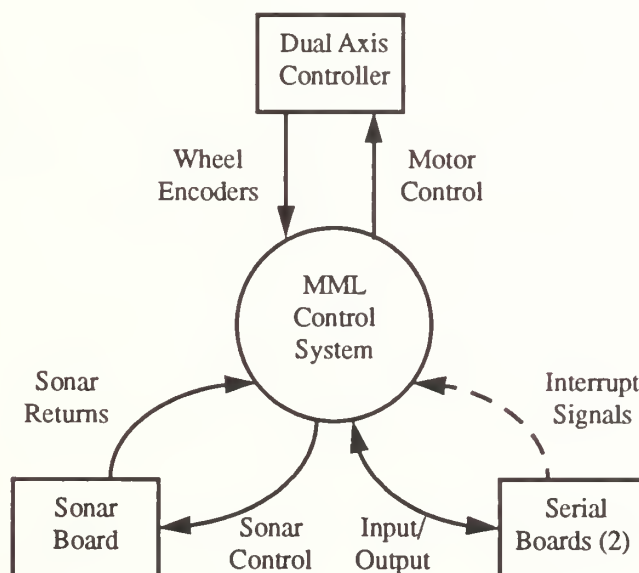 Dual Axis
Controller
Wheel
Encoders
Motor
Control
MML
Control
System
Sonar
Returns
Interrupt
Signals
Sonar
Board
Sonar
Control
Input/
Output
Serial
Boards (2)